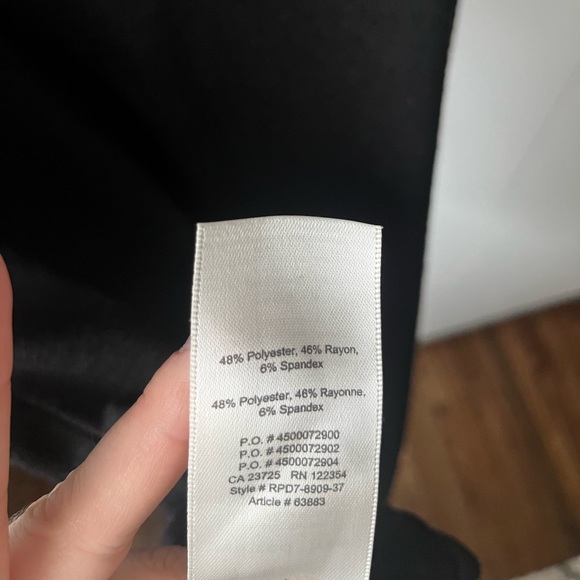 48% Polyester, 46% Rayon,
6% Spandex
48% Polyester, 46% Rayonne,
6% Spandex
P.O. # 4500072900
P.O. # 4500072902
P.O. # 4500072904
CA 23725 RN 122354
Style # RPD7-8909-37
Article # 63883